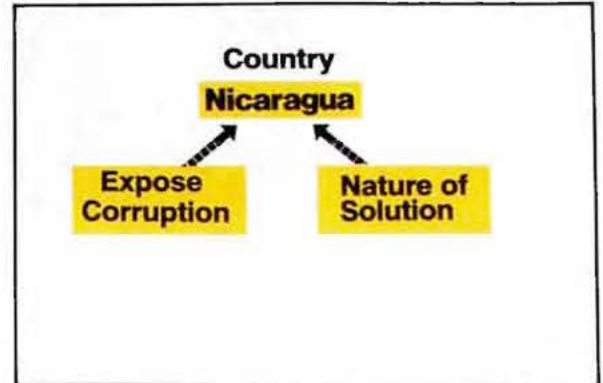 Country
Nicaragua
Expose
Corruption
Nature of
Solution